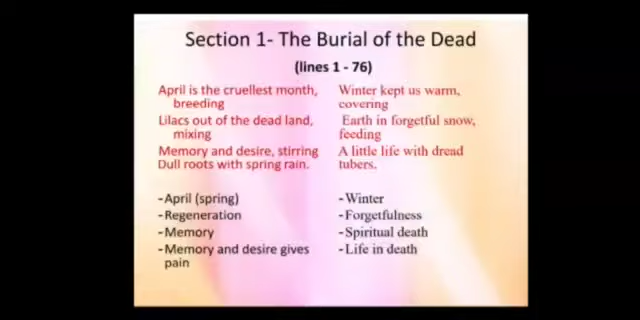 Section 1- The Burial of the Dead
(lines 1 - 76)
April is the cruellest month,
breeding
Lilacs out of the dead land,
mixing
Memory and desire, stirring
Dull roots with spring rain.
Winter kept us warm,
covering
Earth in forgetful snow,
feeding
A little life with dread
tubers.
-April (spring)
-Regeneration
-Memory
-Memory and desire gives
pain
-Winter
-Forgetfulness
-Spiritual death
-Life in death